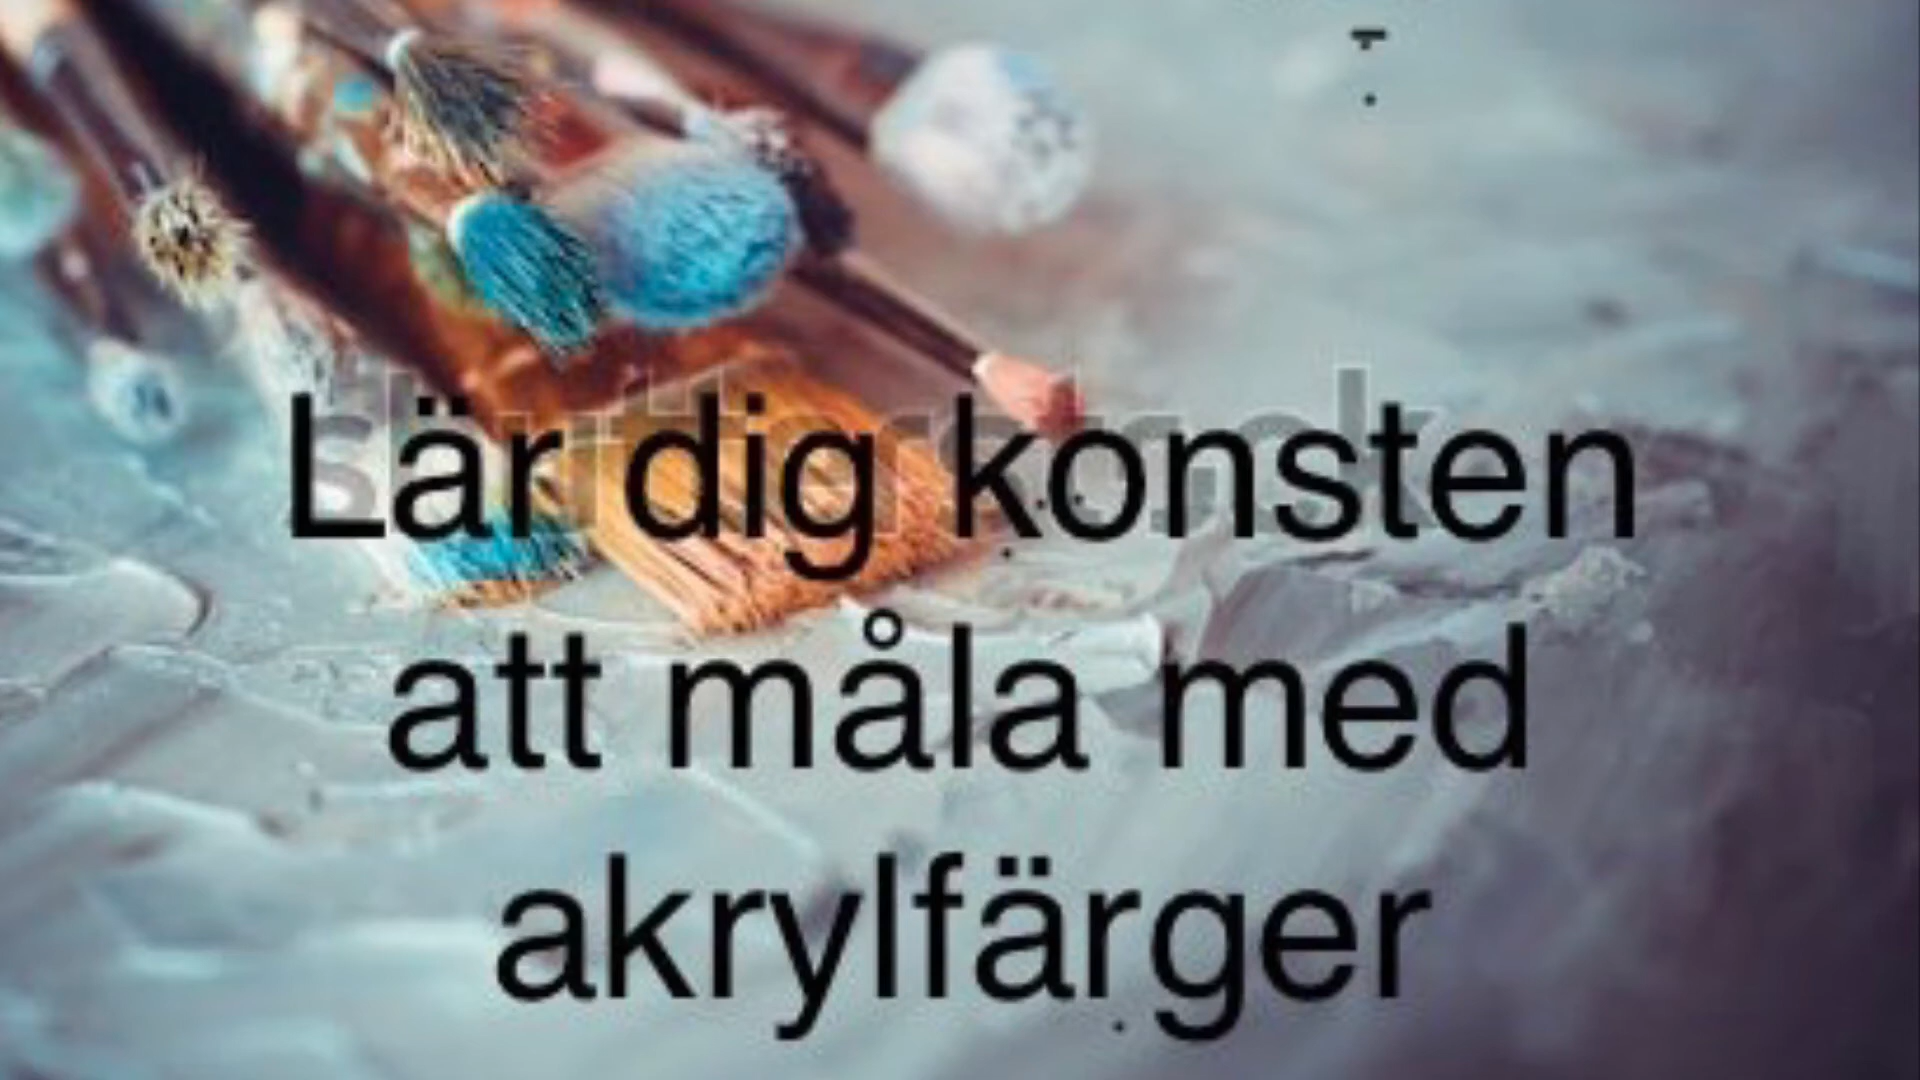 Lär dig konsten
att måla med
akrylfärger